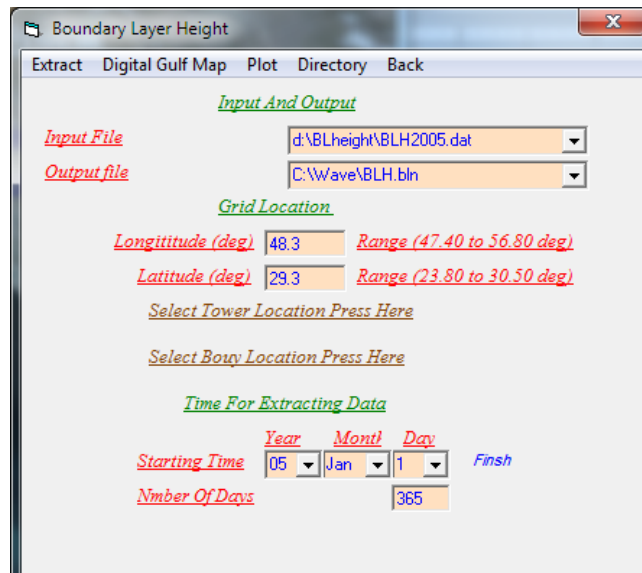 Boundary Layer Height
Extract Digital Gulf Map Plot Directory Back
Input And Output
Input File d:\BLheight\BLH2005.dat
Output file C:\Wave\BLH.bln
Grid Location
Longititude (deg) 48.3 Range (47.40 to 56.80 deg)
Latitude (deg) 29.3 Range (23.80 to 30.50 deg)
Select Tower Location Press Here
Select Bouy Location Press Here
Time For Extracting Data
Year Month Day
Starting Time 05 Jan 1 Finsh
Nmber Of Days 365